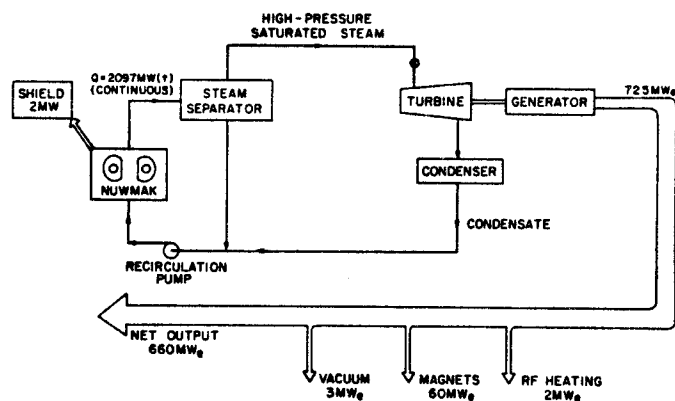 HIGH-PRESSURE
SATURATED STEAM
Q=2097MW(t)
(CONTINUOUS)
725MWe
SHIELD
2MW
STEAM
SEPARATOR
TURBINE
GENERATOR
NUWMAK
CONDENSER
CONDENSATE
RECIRCULATION
PUMP
NET OUTPUT
660MWe
VACUUM
3MWe
MAGNETS
60MWe
RF HEATING
2MWe